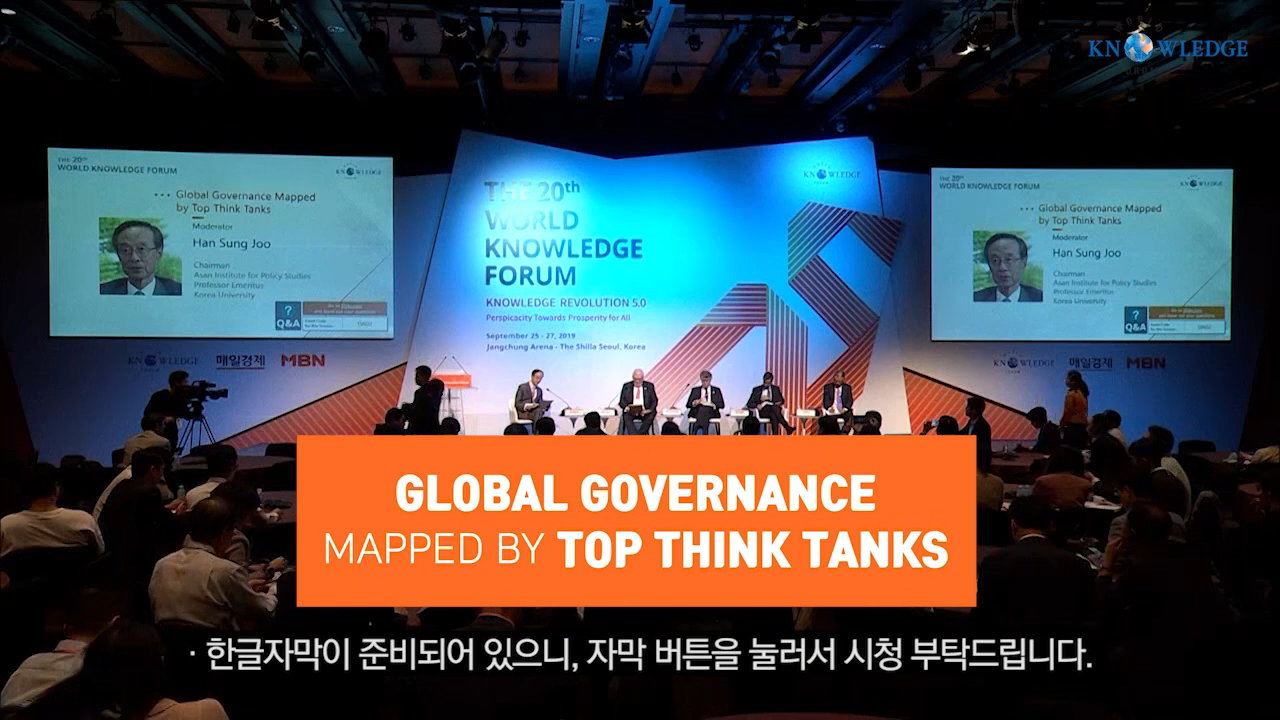 KNOWLEDGE
THE 20th
WORLD KNOWLEDGE FORUM
KNOWLEDGE
Global Governance Mapped
by Top Think Tanks
Moderator
Han Sung Joo
Chairman
Asan Institute for Policy Studies
Professor Emeritus
Korea University
?
Q&A
THE 20th
WORLD
KNOWLEDGE
FORUM
KNOWLEDGE REVOLUTION 5.0
Perspicacity Towards Prosperity for All
September 25 - 27, 2019
Jangchung Arena - The Shilla Seoul, Korea
KNOWLEDGE
THE 20th
WORLD KNOWLEDGE FORUM
KNOWLEDGE
Global Governance Mapped
by Top Think Tanks
Moderator
Han Sung Joo
Chairman
Asan Institute for Policy Studies
Professor Emeritus
Korea University
?
Q&A
KNOWLEDGE 매일경제 MBN
KNOWLEDGE 매일경제 MBN
GLOBAL GOVERNANCE
MAPPED BY TOP THINK TANKS
· 한글자막이 준비되어 있으니, 자막 버튼을 눌러서 시청 부탁드립니다.